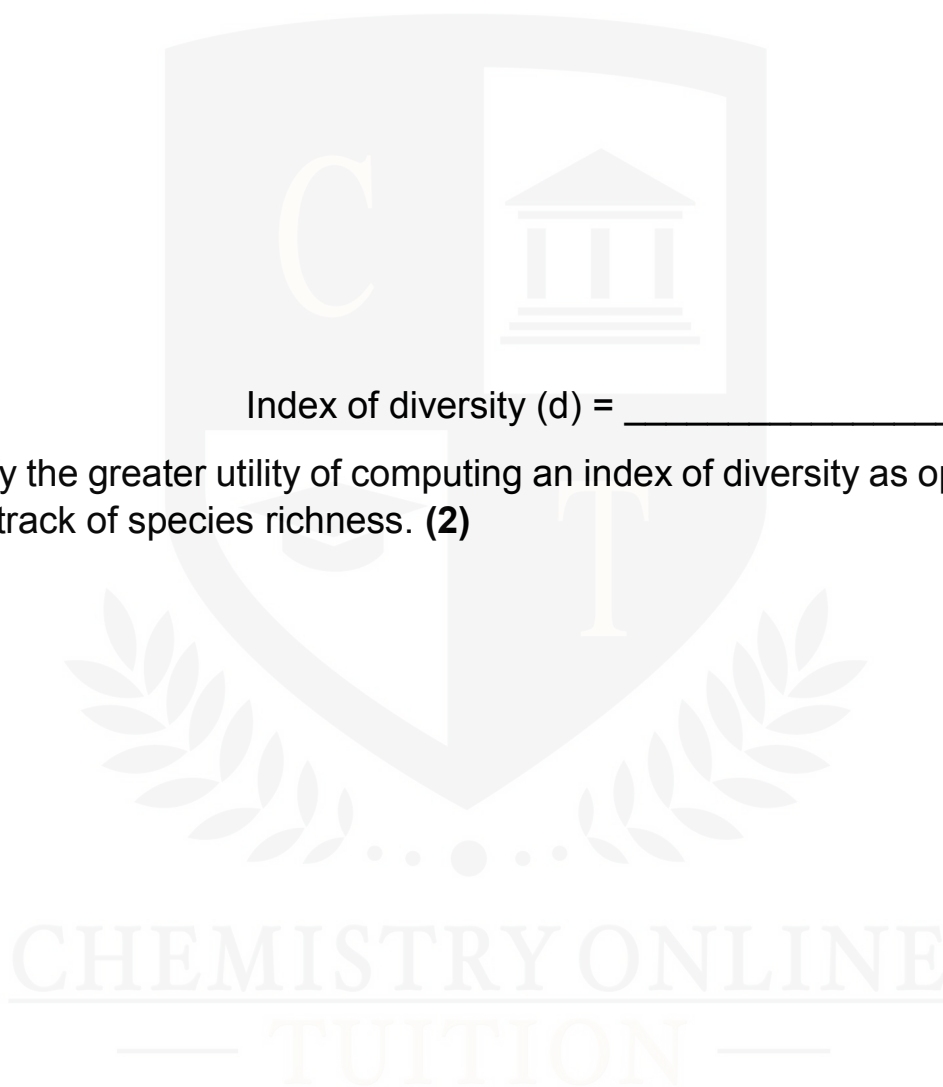 C
Index of diversity (d) = ____________________
y the greater utility of computing an index of diversity as op
track of species richness. (2)
T
CHEMISTRY ONLINE
— TUITION —